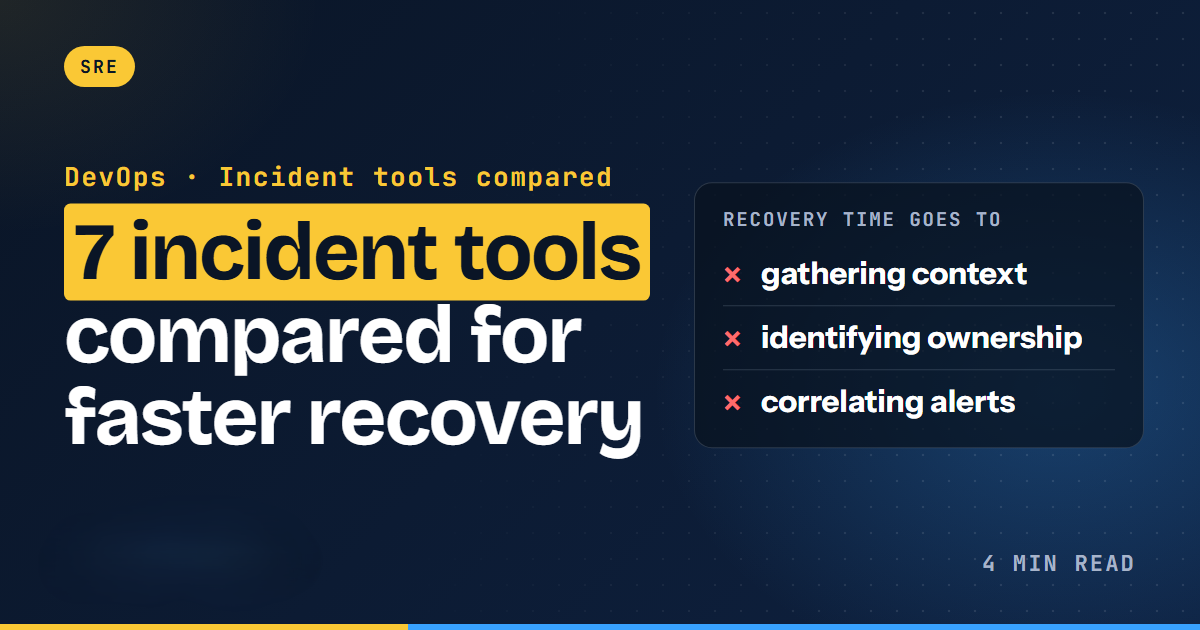 SRE
DevOps · Incident tools compared
7 incident tools
compared for
faster recovery
RECOVERY TIME GOES TO
× gathering context
× identifying ownership
× correlating alerts
4 MIN READ